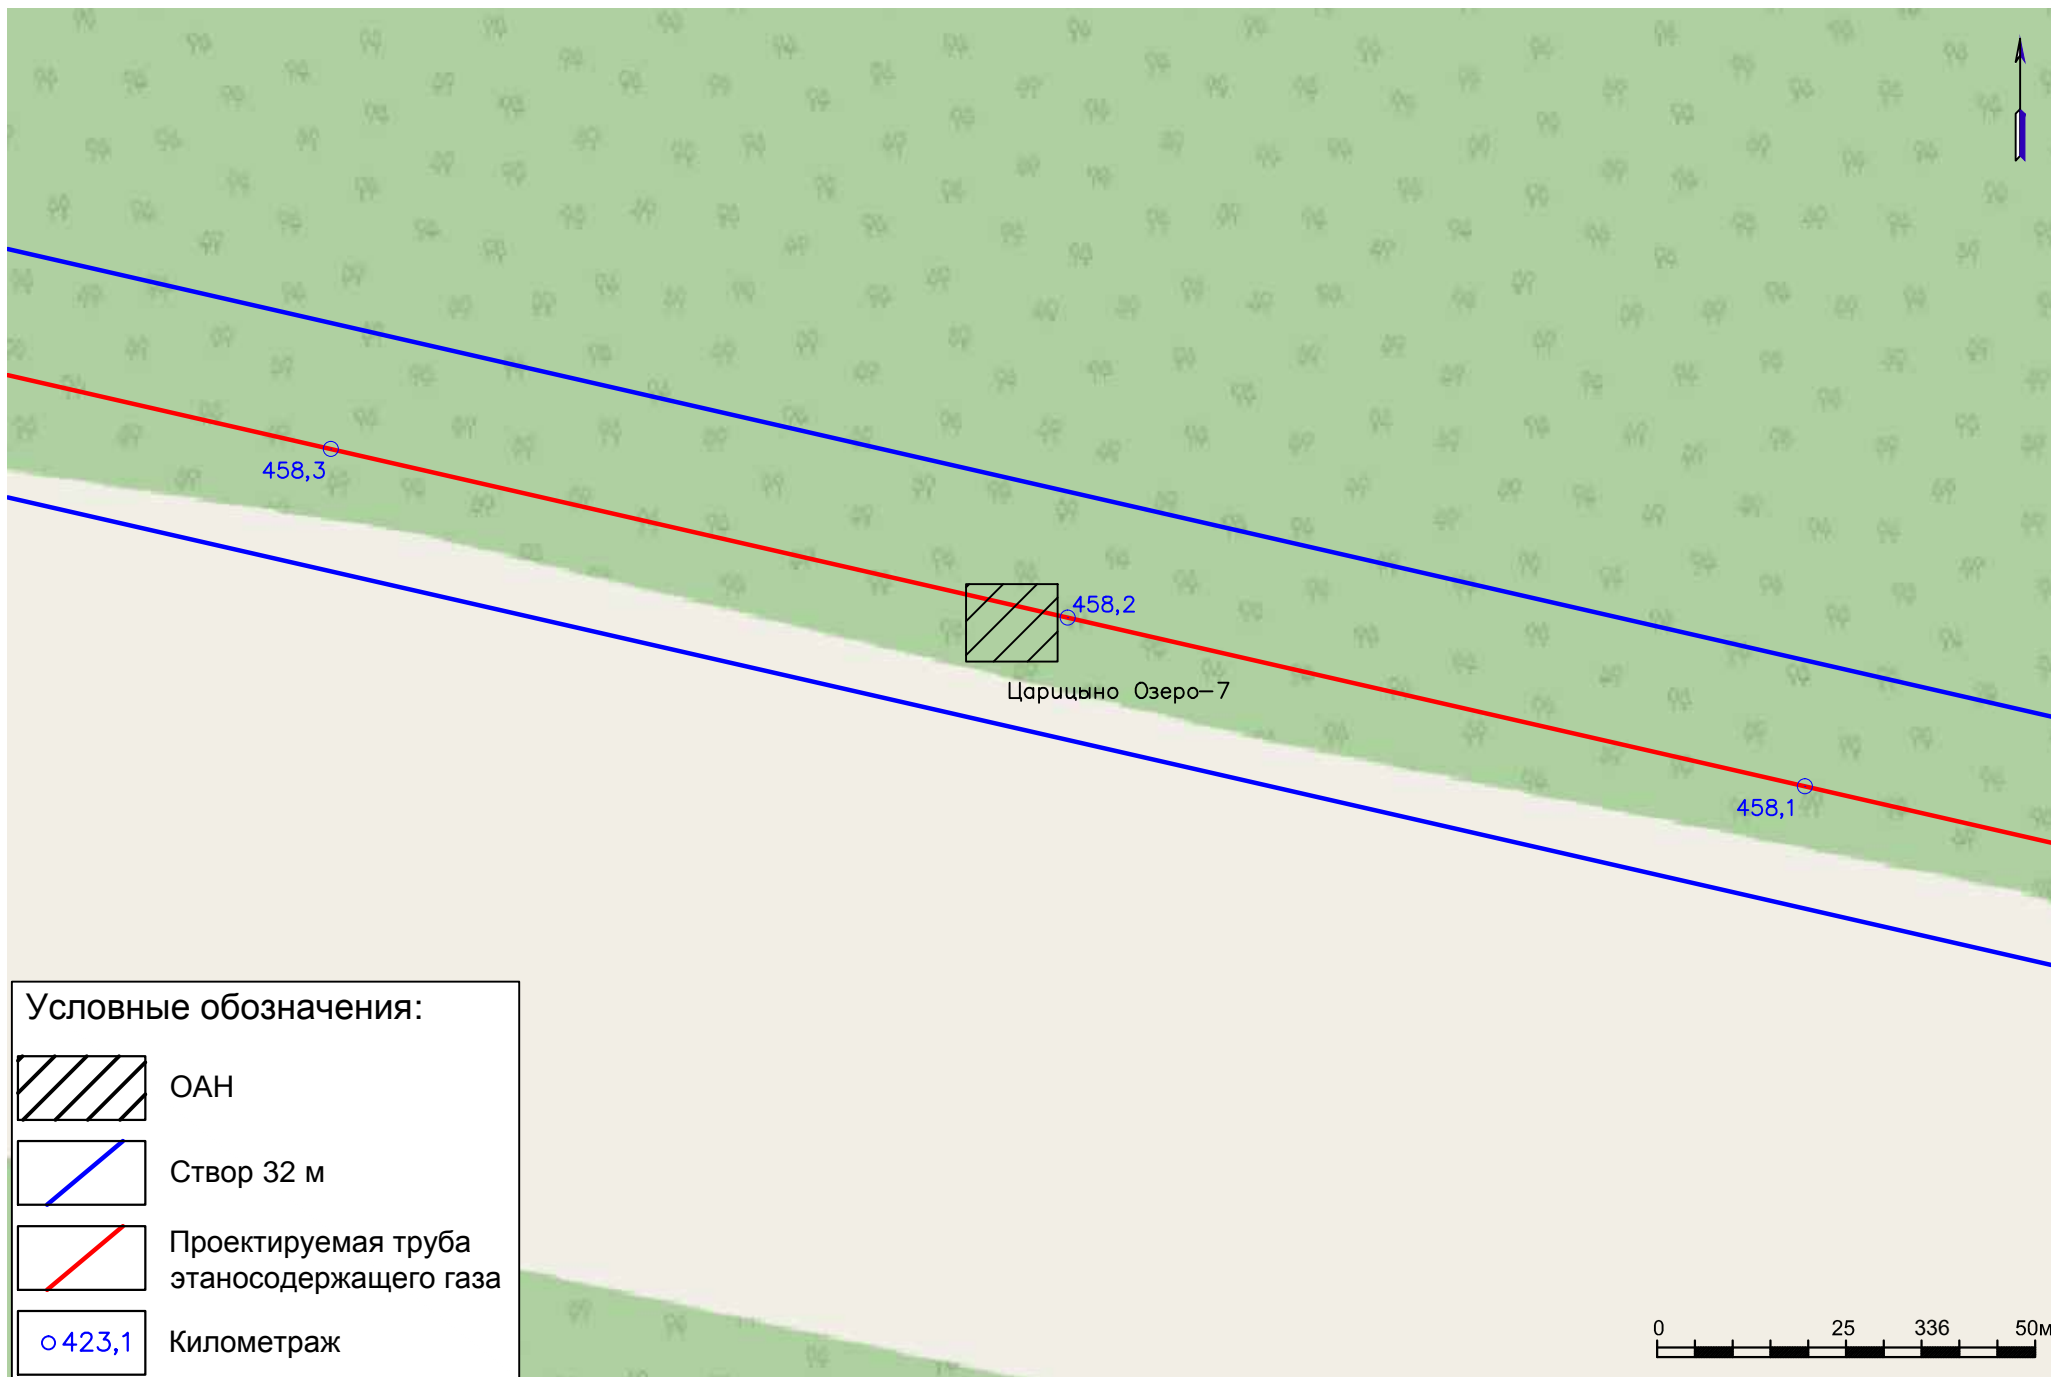 458,3
458,2
Царицыно Озеро-7
458,1
Условные обозначения:
ОАН
Створ 32 м
Проектируемая труба
этаносодержащего газа
423,1 Километраж
0 25 336 50м